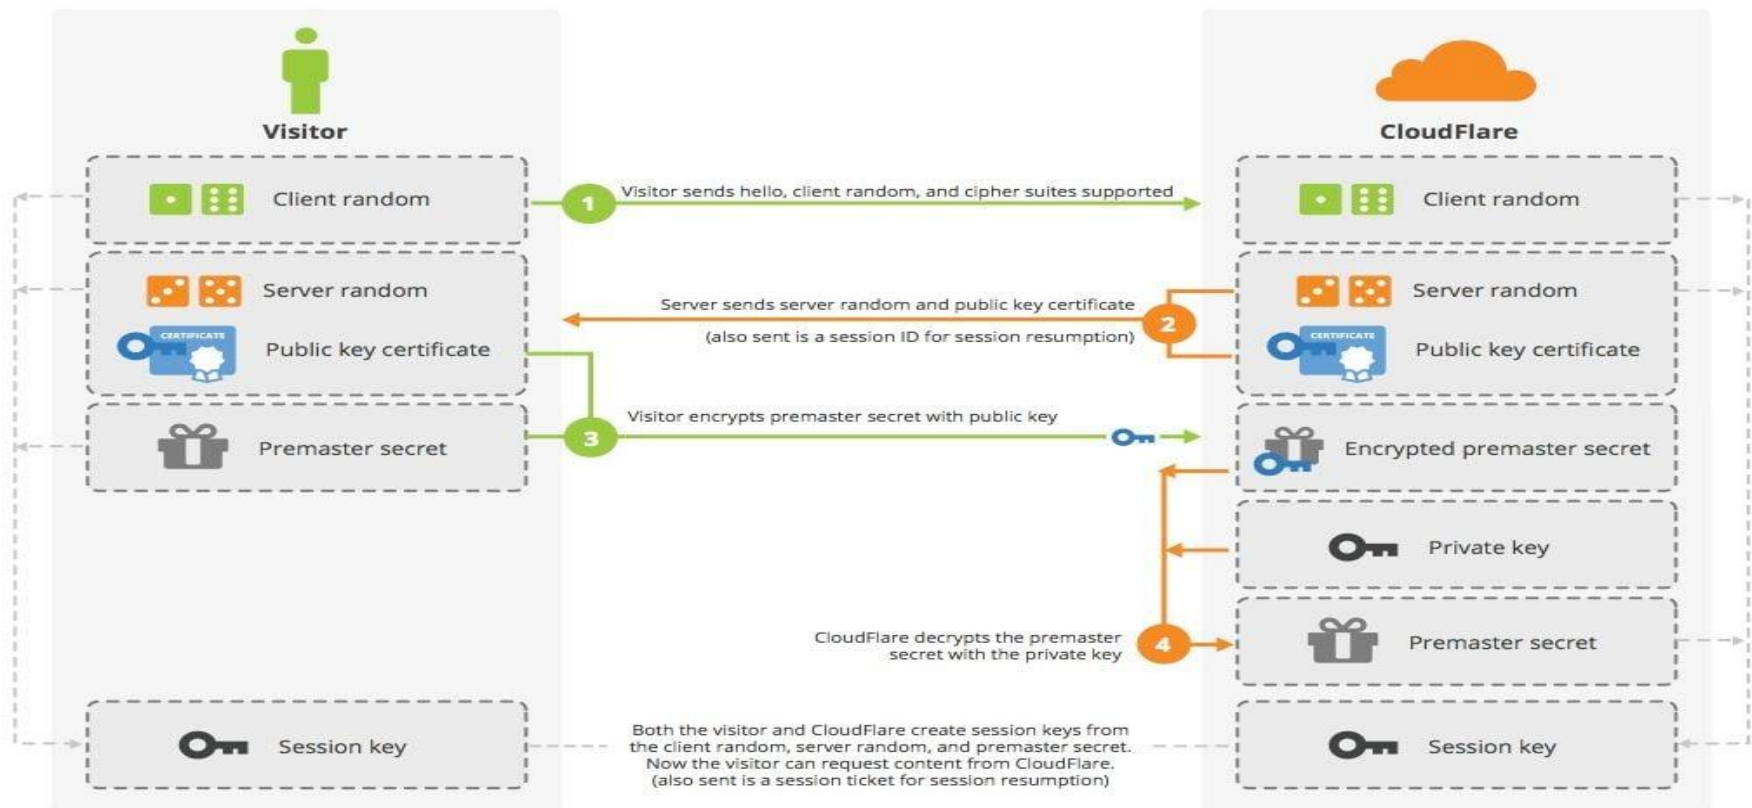 Visitor
CloudFlare
Client random
1
Visitor sends hello, client random, and cipher suites supported
Client random
Server random
Public key certificate
CERTIFICATE
Server sends server random and public key certificate
2
(also sent is a session ID for session resumption)
Server random
CERTIFICATE
Public key certificate
Premaster secret
Visitor encrypts premaster secret with public key
3
Encrypted premaster secret
Private key
CloudFlare decrypts the premaster
secret with the private key
4
Premaster secret
Session key
Both the visitor and CloudFlare create session keys from
the client random, server random, and premaster secret.
Now the visitor can request content from CloudFlare.
(also sent is a session ticket for session resumption)
Session key